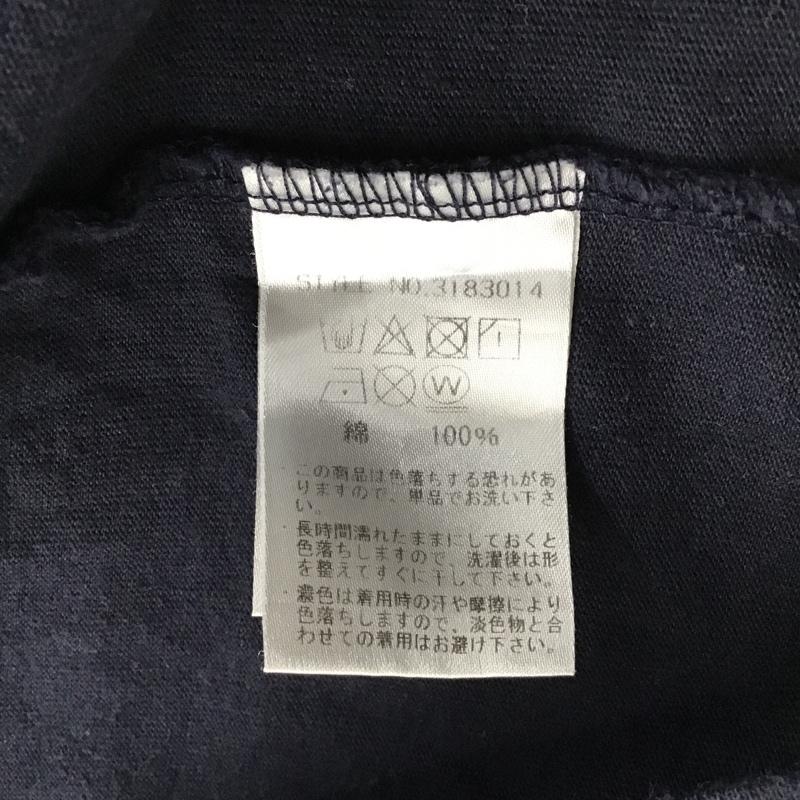 STYLE NO.3183014
W
綿 100%
・この商品は色落ちする恐れがあ
りますので、単品でお洗い下さ
い。
・長時間濡れたままにしておくと
色落ちしますので、洗濯後は形
を整えてすぐに干して下さい。
・濃色は着用時の汗や摩擦により
色落ちしますので、淡色物と合
わせての着用はお避け下さい。